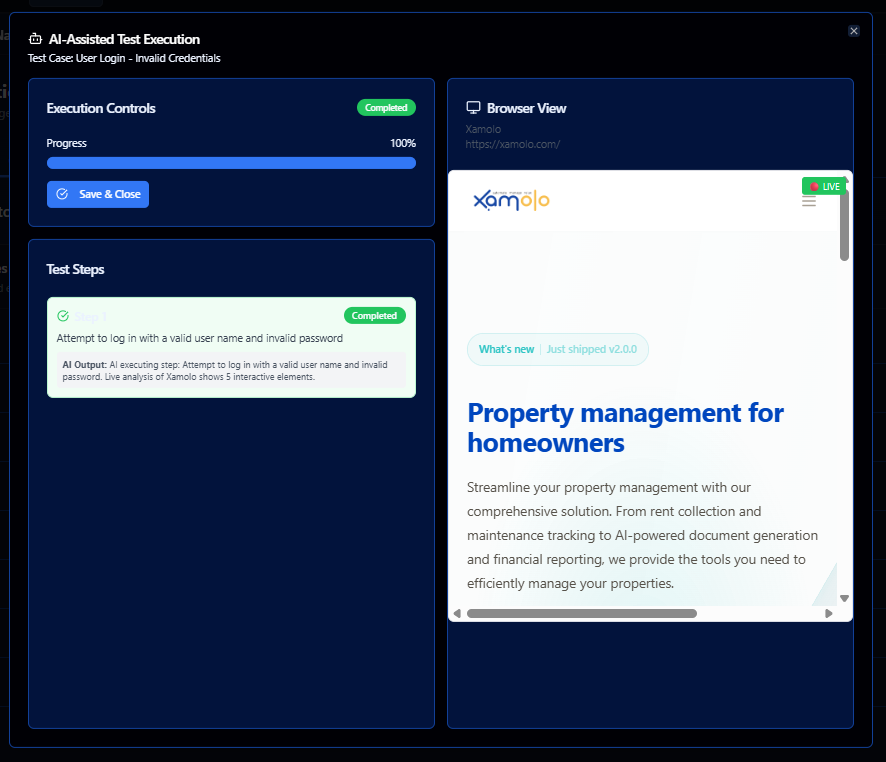 AI-Assisted Test Execution
Test Case: User Login - Invalid Credentials
Execution Controls
Completed
Progress
100%
Save & Close
Test Steps
Step 1
Completed
Attempt to log in with a valid user name and invalid password
AI Output: AI executing step: Attempt to log in with a valid user name and invalid
password. Live analysis of Xamolo shows 5 interactive elements.
Browser View
Xamolo
https://xamolo.com/
xamolo
LIVE
What's new
Just shipped v2.0.0
Property management for
homeowners
Streamline your property management with our
comprehensive solution. From rent collection and
maintenance tracking to AI-powered document generation
and financial reporting, we provide the tools you need to
efficiently manage your properties.